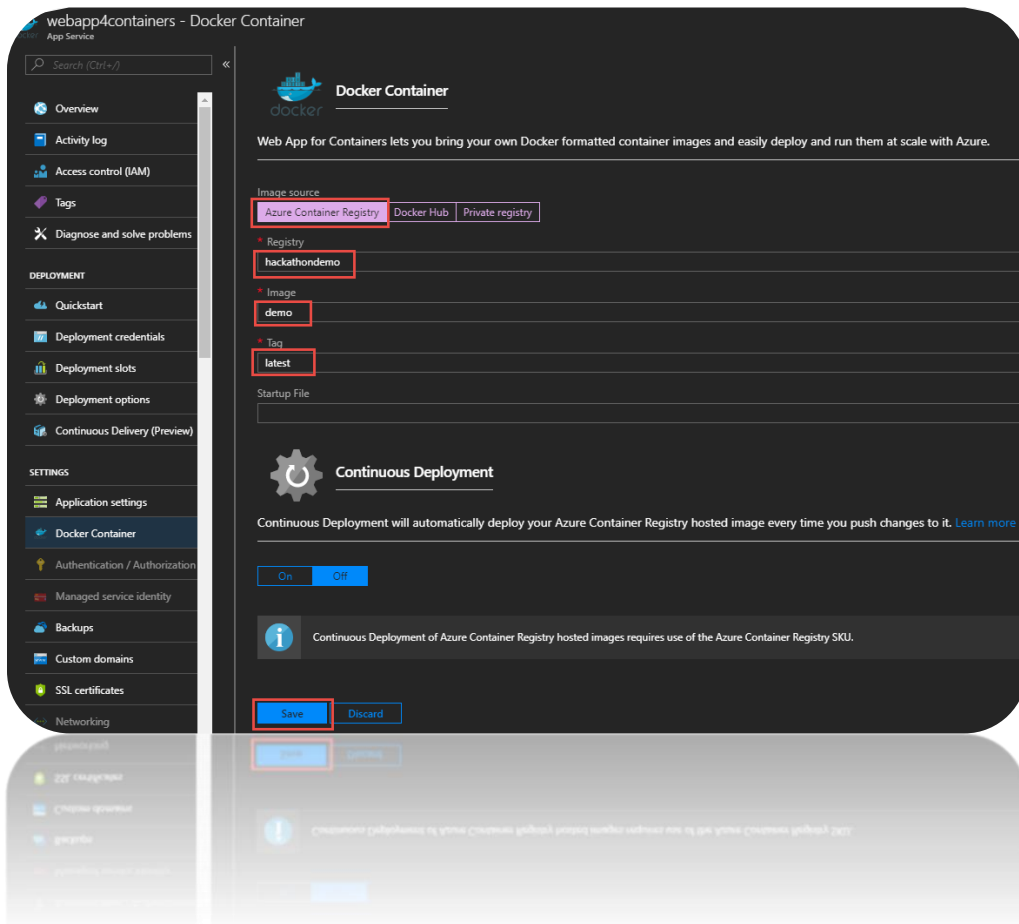 webapp4containers - Docker Container
App Service
Search (Ctrl+/)
«
Overview
Activity log
Access control (IAM)
Tags
Diagnose and solve problems
DEPLOYMENT
Quickstart
Deployment credentials
Deployment slots
Deployment options
Continuous Delivery (Preview)
SETTINGS
Application settings
Docker Container
Authentication / Authorization
Managed service identity
Backups
Custom domains
SSL certificates
Networking
docker
Docker Container
Web App for Containers lets you bring your own Docker formatted container images and easily deploy and run them at scale with Azure.
Image source
Azure Container Registry Docker Hub Private registry
* Registry
hackathondemo
* Image
demo
* Tag
latest
Startup File
Continuous Deployment
Continuous Deployment will automatically deploy your Azure Container Registry hosted image every time you push changes to it. Learn more
On Off
Continuous Deployment of Azure Container Registry hosted images requires use of the Azure Container Registry SKU.
Save Discard